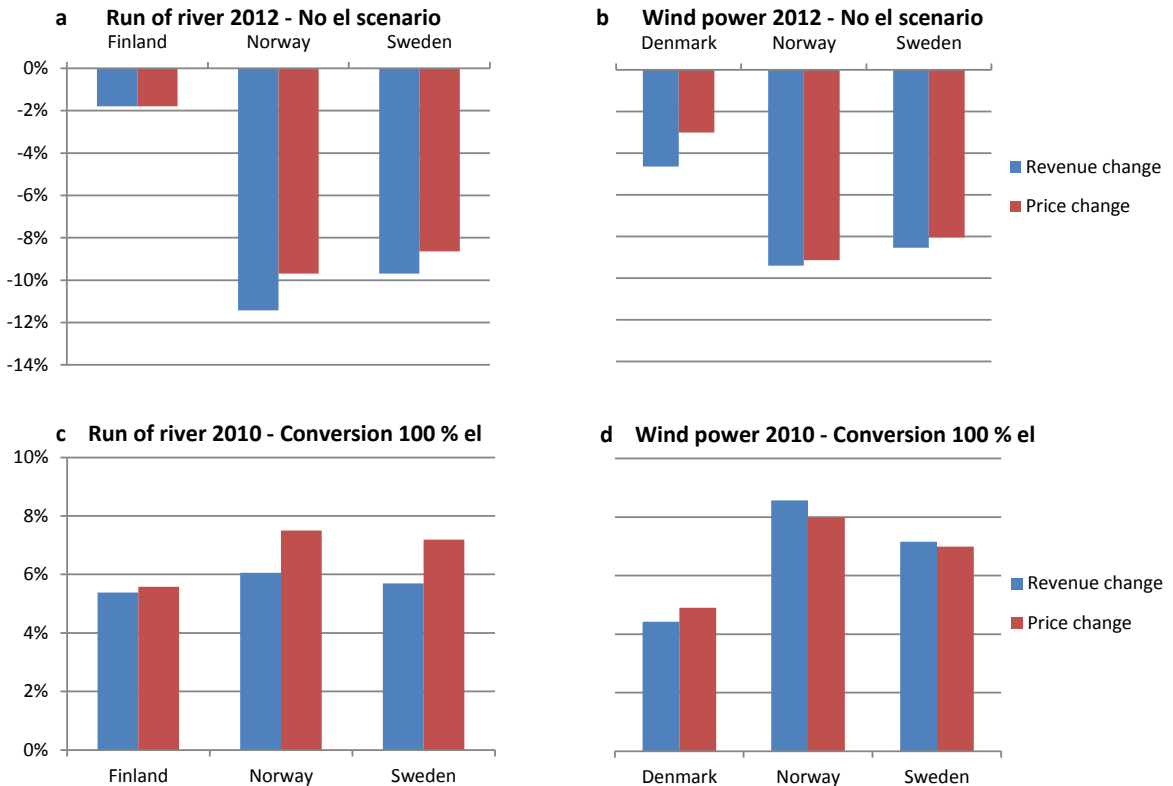 a Run of river 2012 - No el scenario
Finland Norway Sweden
0%
-2%
-4%
-6%
-8%
-10%
-12%
-14%
b Wind power 2012 - No el scenario
Denmark Norway Sweden
Revenue change
Price change
c Run of river 2010 - Conversion 100 % el
10%
8%
6%
4%
2%
0%
Finland Norway Sweden
d Wind power 2010 - Conversion 100 % el
Revenue change
Price change
Denmark Norway Sweden